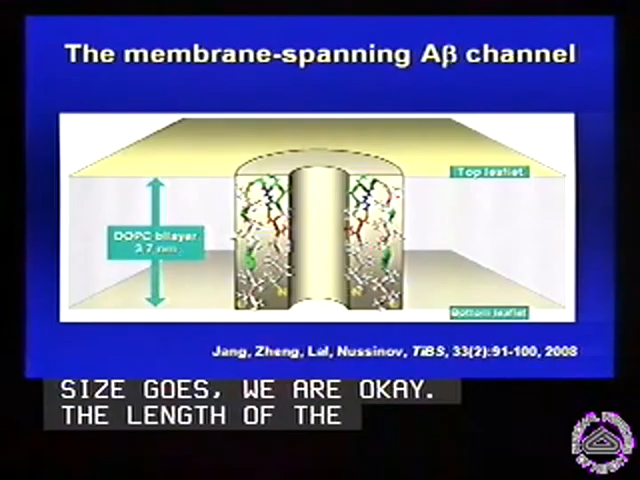 The membrane-spanning Aβ channel
Top leaflet
DOPC bilayer
3.7 nm
N
N
Bottom leaflet
Jang, Zheng, Lal, Nussinov, TiBS, 33(2):91-100, 2008
SIZE GOES, WE ARE OKAY.
THE LENGTH OF THE